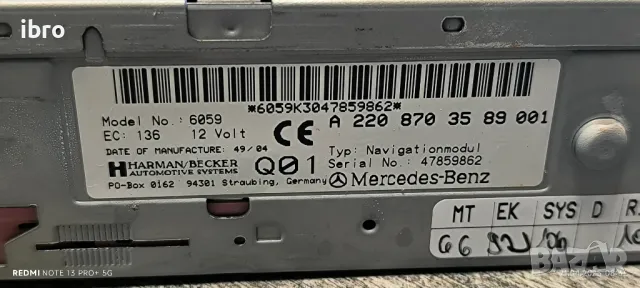 ibro
*6059K3047859862*
Model No.: 6059
EC: 136 12 Volt
CE
A 220 870 35 89 001
DATE OF MANUFACTURE: 49/04
Typ: Navigationmodul
HARMAN/BECKER
AUTOMOTIVE SYSTEMS
Q01
Serial No.: 47859862
PO-Box 0162 94301 Straubing, Germany
Mercedes-Benz
MT EK SYS D
REDMI NOTE 13 PRO+ 5G
BAZAR